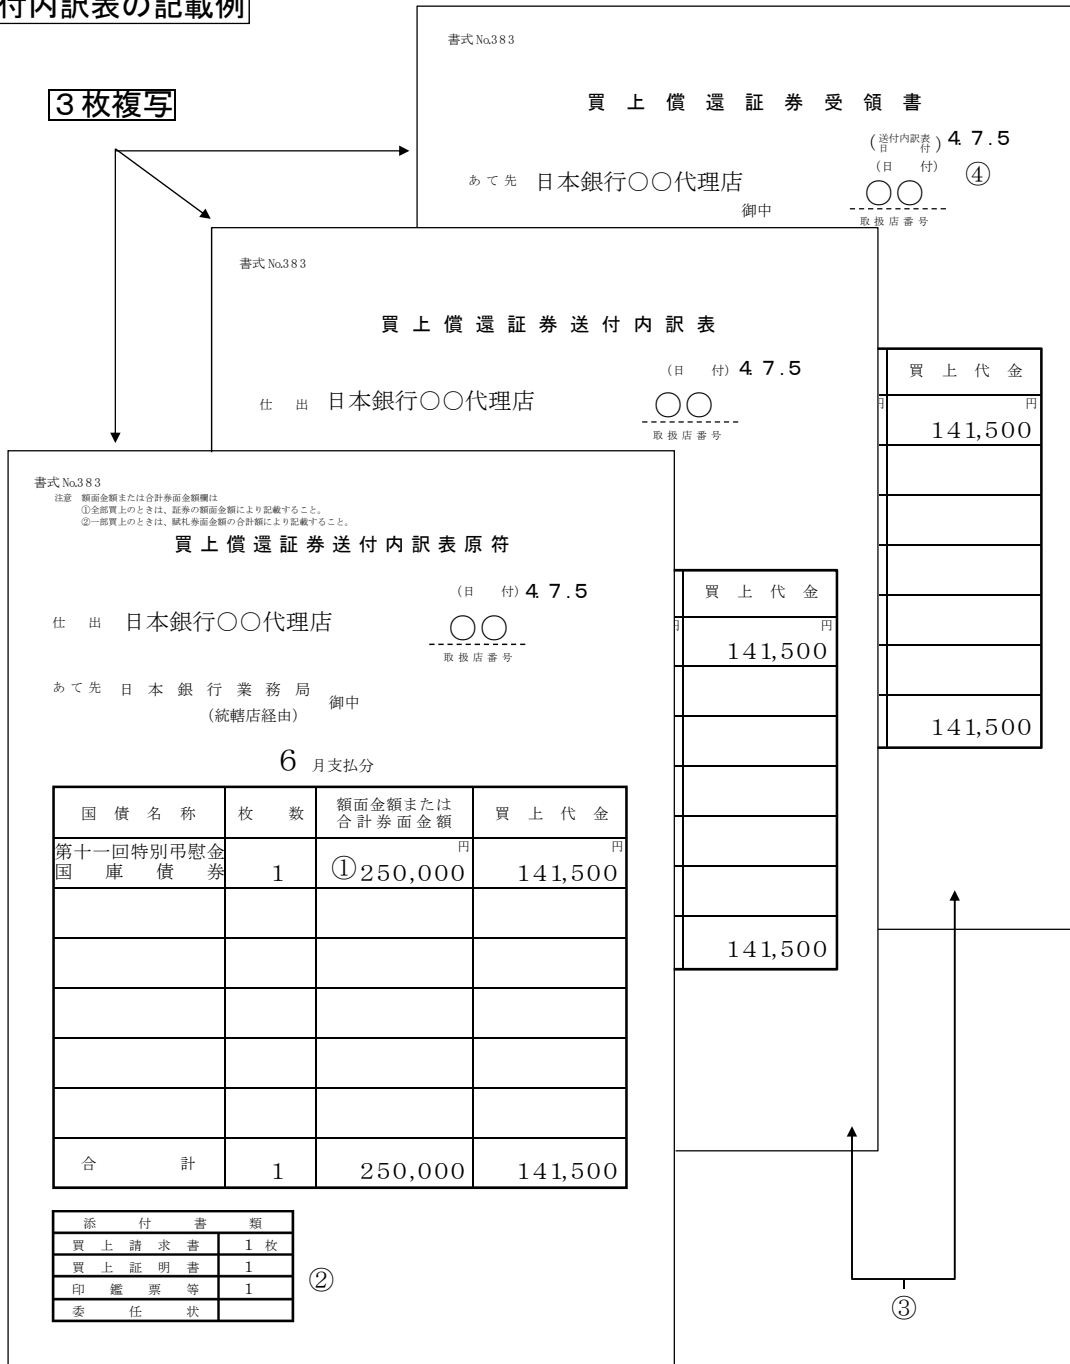 付内訳表の記載例
3枚複写
書式No.383
買上償還証券受領書
(送付内訳表日付) 4.7.5
(日 付)
④
あて先 日本銀行○○代理店
御中
○○
取扱店番号
買上代金
円
141,500
141,500
書式No.383
買上償還証券送付内訳表
(日 付) 4.7.5
仕 出 日本銀行○○代理店
○○
取扱店番号
買上代金
円
141,500
141,500
書式No.383
注意 額面金額または合計券面金額欄は
①全部買上のときは、証券の額面金額により記載すること。
②一部買上のときは、賦札券面金額の合計額により記載すること。
買上償還証券送付内訳表原符
(日 付) 4.7.5
仕 出 日本銀行○○代理店
○○
取扱店番号
あて先 日本銀行業務局 御中
(統轄店経由)
6 月支払分
国債名称 枚数 額面金額または合計券面金額 買上代金
第十一回特別弔慰金国庫債券 1 ①250,000円 141,500円
合計 1 250,000 141,500
添付書類
買上請求書 1枚
買上証明書 1
印鑑票等 1
委任状
②
③